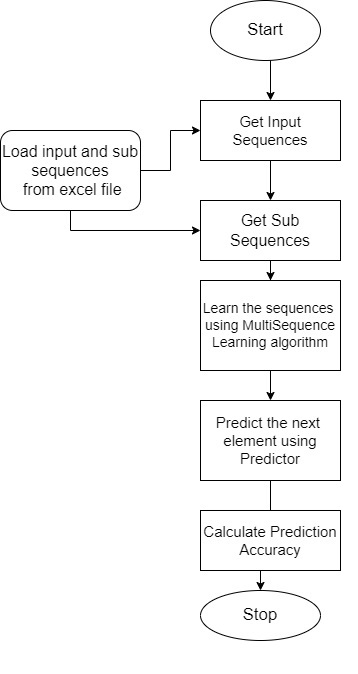 Start
Get Input
Sequences
Load input and sub
sequences
from excel file
Get Sub
Sequences
Learn the sequences
using MultiSequence
Learning algorithm
Predict the next
element using
Predictor
Calculate Prediction
Accuracy
Stop